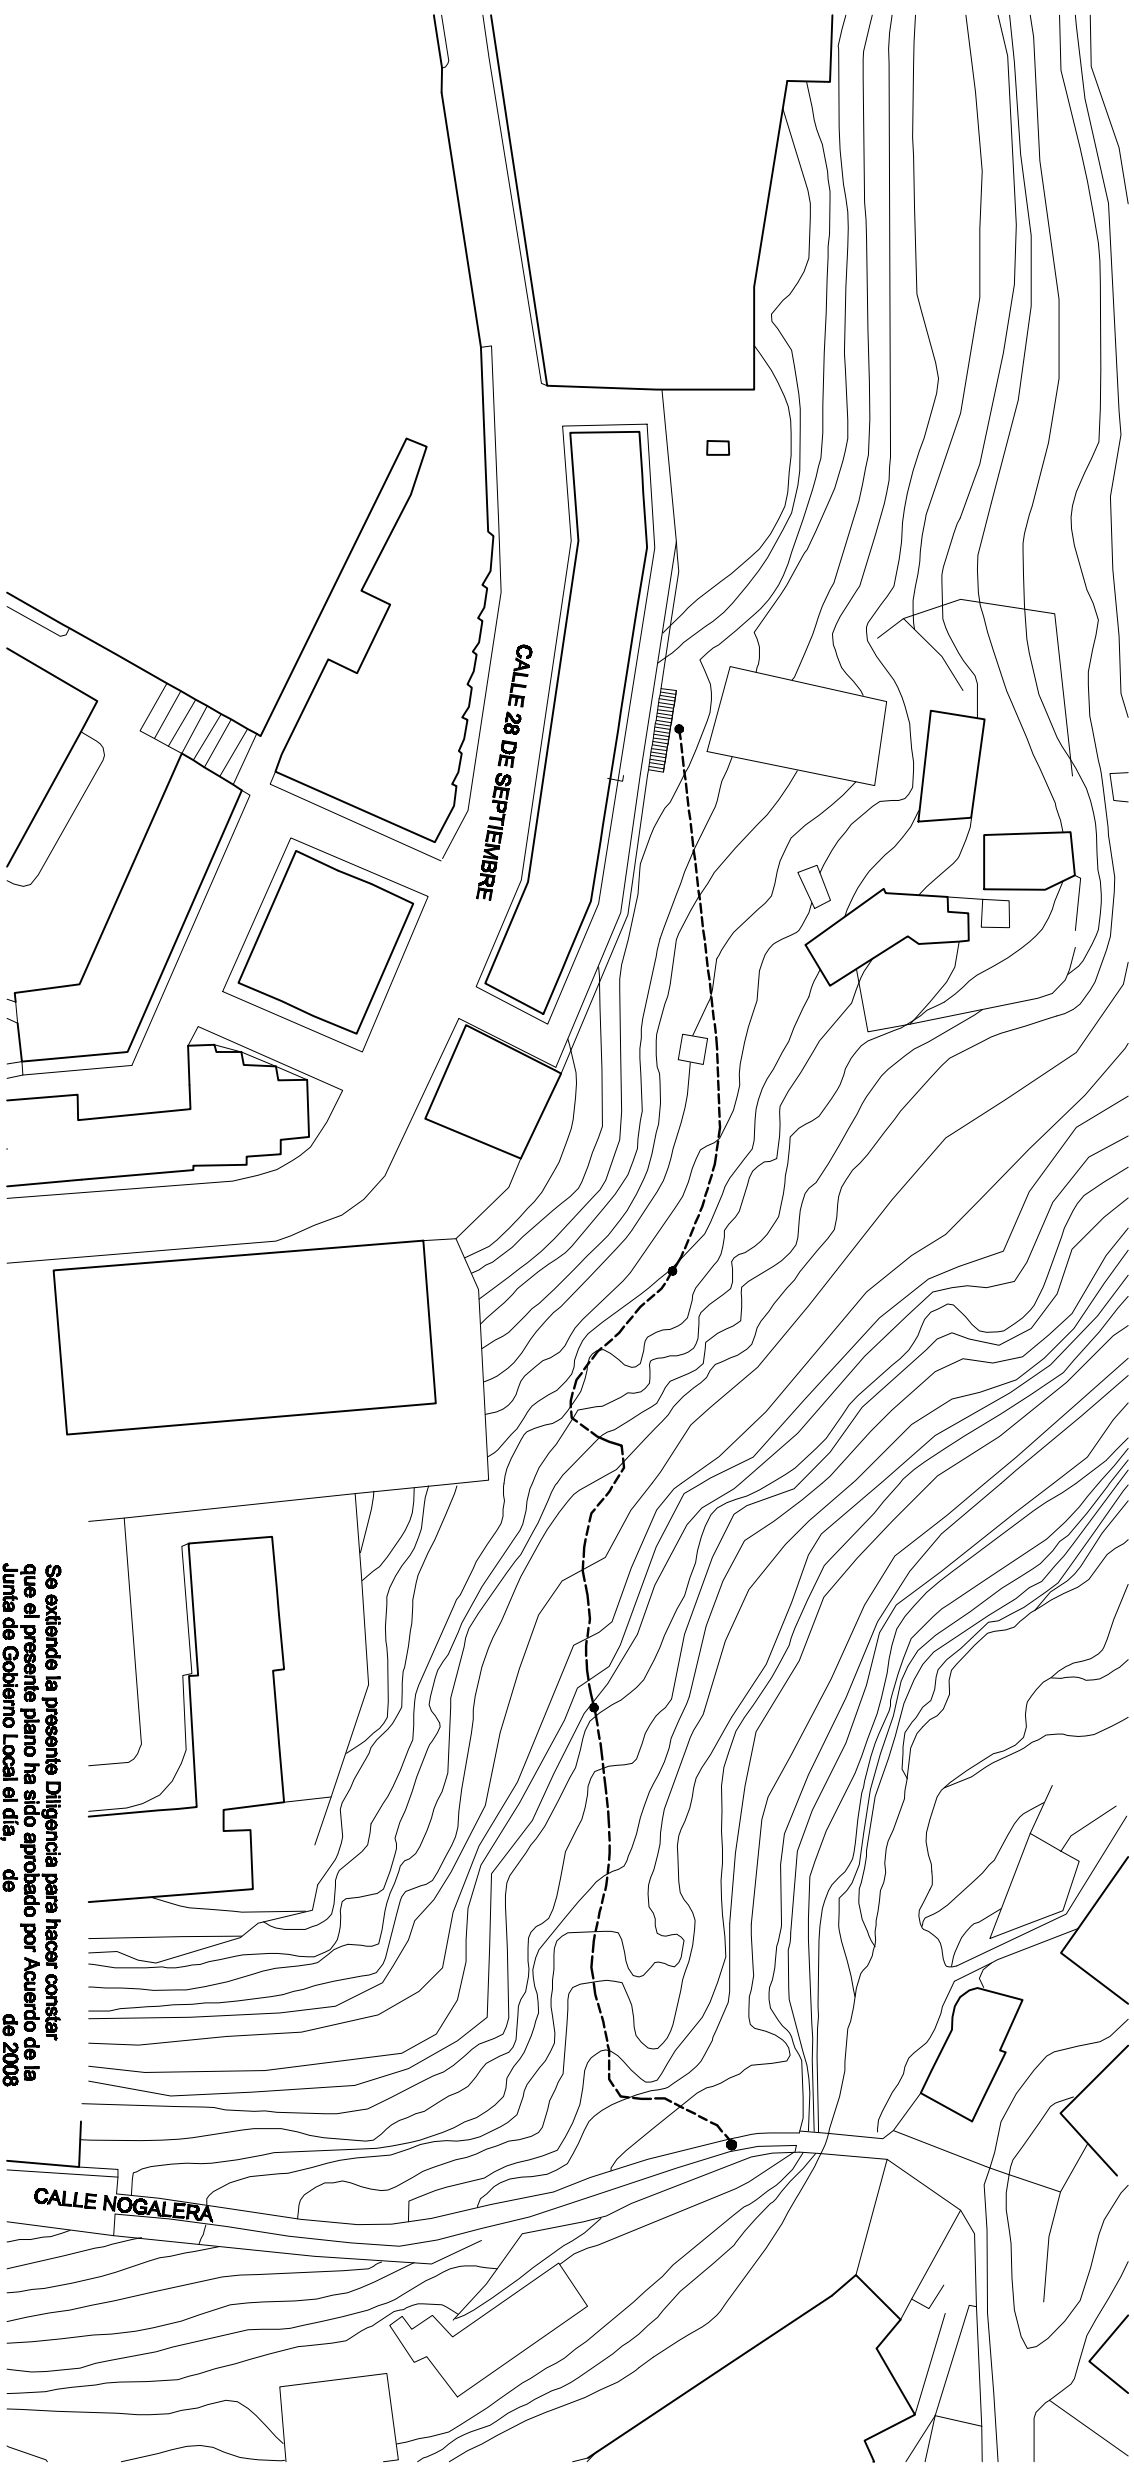 CALLE 28 DE SEPTIEMBRE
Se extiende la presente Diligencia para hacer constar
que el presente plano ha sido aprobado por Acuerdo de la
Junta de Gobierno Local el día, de de 2008
CALLE NOGALERA